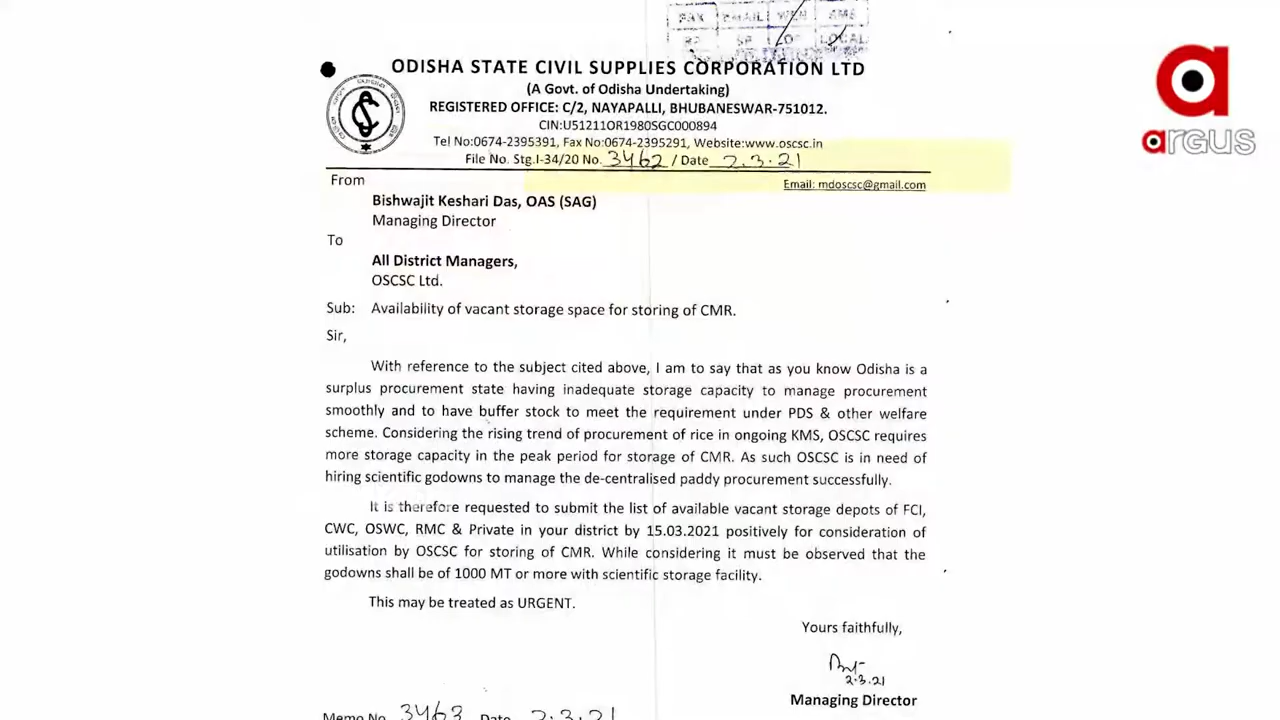 FAX EMAIL WEB AMS
SP LOCAL
ODISHA STATE CIVIL SUPPLIES CORPORATION LTD
(A Govt. of Odisha Undertaking)
REGISTERED OFFICE: C/2, NAYAPALLI, BHUBANESWAR-751012.
CIN:U51211OR1980SGC000894
Tel No:0674-2395391, Fax No:0674-2395291, Website:www.oscsc.in
File No. Stg.I-34/20 No. 3462 / Date 2.3.21
From
Email: mdoscsc@gmail.com
Bishwajit Keshari Das, OAS (SAG)
Managing Director
To
All District Managers,
OSCSC Ltd.
Sub: Availability of vacant storage space for storing of CMR.
Sir,
With reference to the subject cited above, I am to say that as you know Odisha is a
surplus procurement state having inadequate storage capacity to manage procurement
smoothly and to have buffer stock to meet the requirement under PDS & other welfare
scheme. Considering the rising trend of procurement of rice in ongoing KMS, OSCSC requires
more storage capacity in the peak period for storage of CMR. As such OSCSC is in need of
hiring scientific godowns to manage the de-centralised paddy procurement successfully.
It is therefore requested to submit the list of available vacant storage depots of FCI,
CWC, OSWC, RMC & Private in your district by 15.03.2021 positively for consideration of
utilisation by OSCSC for storing of CMR. While considering it must be observed that the
godowns shall be of 1000 MT or more with scientific storage facility.
This may be treated as URGENT.
Yours faithfully,
2.3.21
Managing Director
Memo No 3463 Date 2.3.21
argus